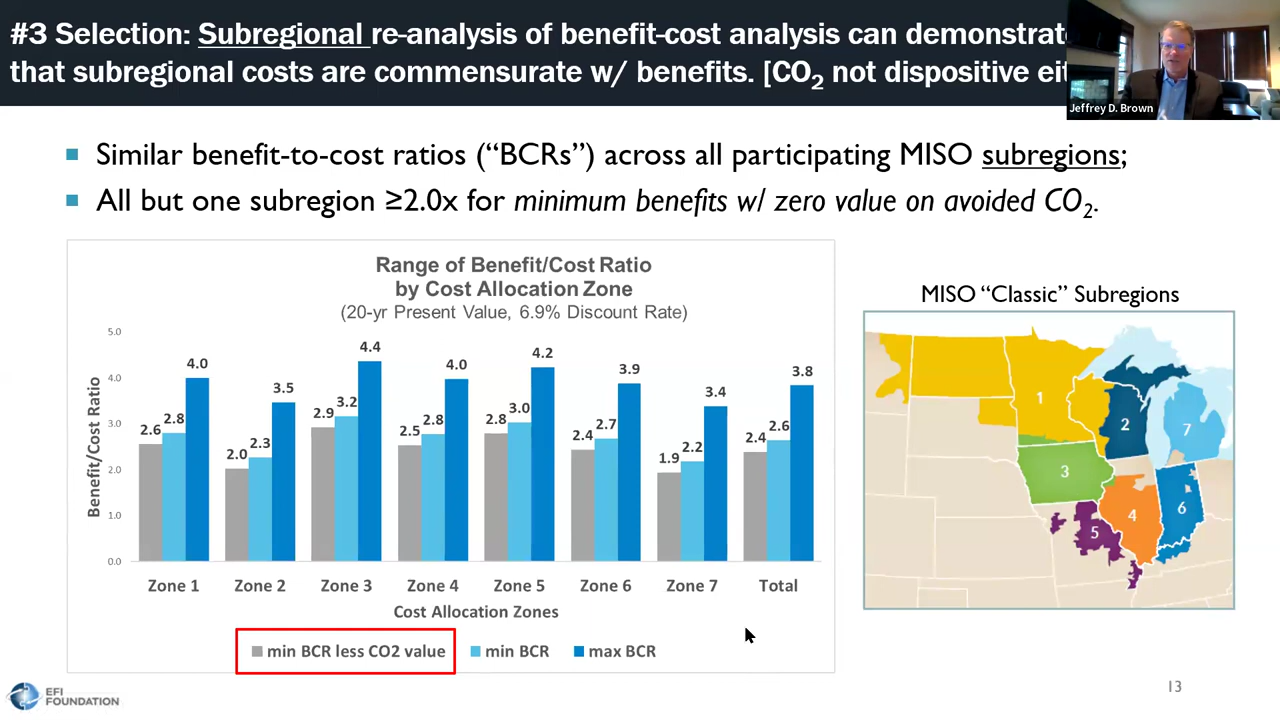 #3 Selection: Subregional re-analysis of benefit-cost analysis can demonstrate
that subregional costs are commensurate w/ benefits. [CO2 not dispositive
Jeffrey D. Brown
Similar benefit-to-cost ratios (“BCRs”) across all participating MISO subregions;
All but one subregion ≥2.0x for minimum benefits w/ zero value on avoided CO2.
Range of Benefit/Cost Ratio
by Cost Allocation Zone
(20-yr Present Value, 6.9% Discount Rate)
Benefit/Cost Ratio
5.0
4.0
3.0
2.0
1.0
0.0
2.6 2.8 4.0
2.0 2.3 3.5
2.9 3.2 4.4
2.5 2.8 4.0
2.8 3.0 4.2
2.4 2.7 3.9
1.9 2.2 3.4
2.4 2.6 3.8
Zone 1 Zone 2 Zone 3 Zone 4 Zone 5 Zone 6 Zone 7 Total
Cost Allocation Zones
min BCR less CO2 value min BCR max BCR
MISO “Classic” Subregions
1
2
7
3
4
6
5
EFI
FOUNDATION
13